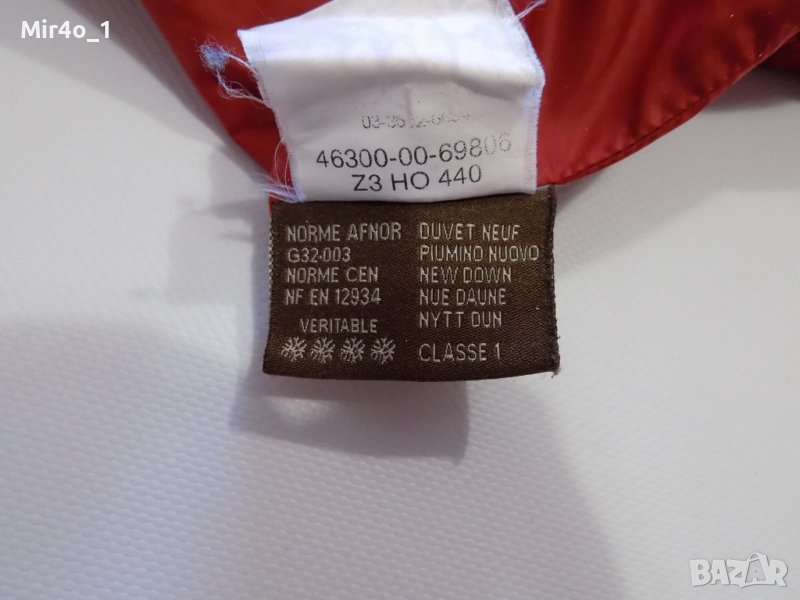 Mir4o_1
46300-00-69806
Z3 HO 440
NORME AFNOR
G32-003
NORME CEN
NF EN 12934
VERITABLE
DUVET NEUF
PIUMINO NUOVO
NEW DOWN
NUE DAUNE
NYTT DUN
CLASSE 1
BAZAR